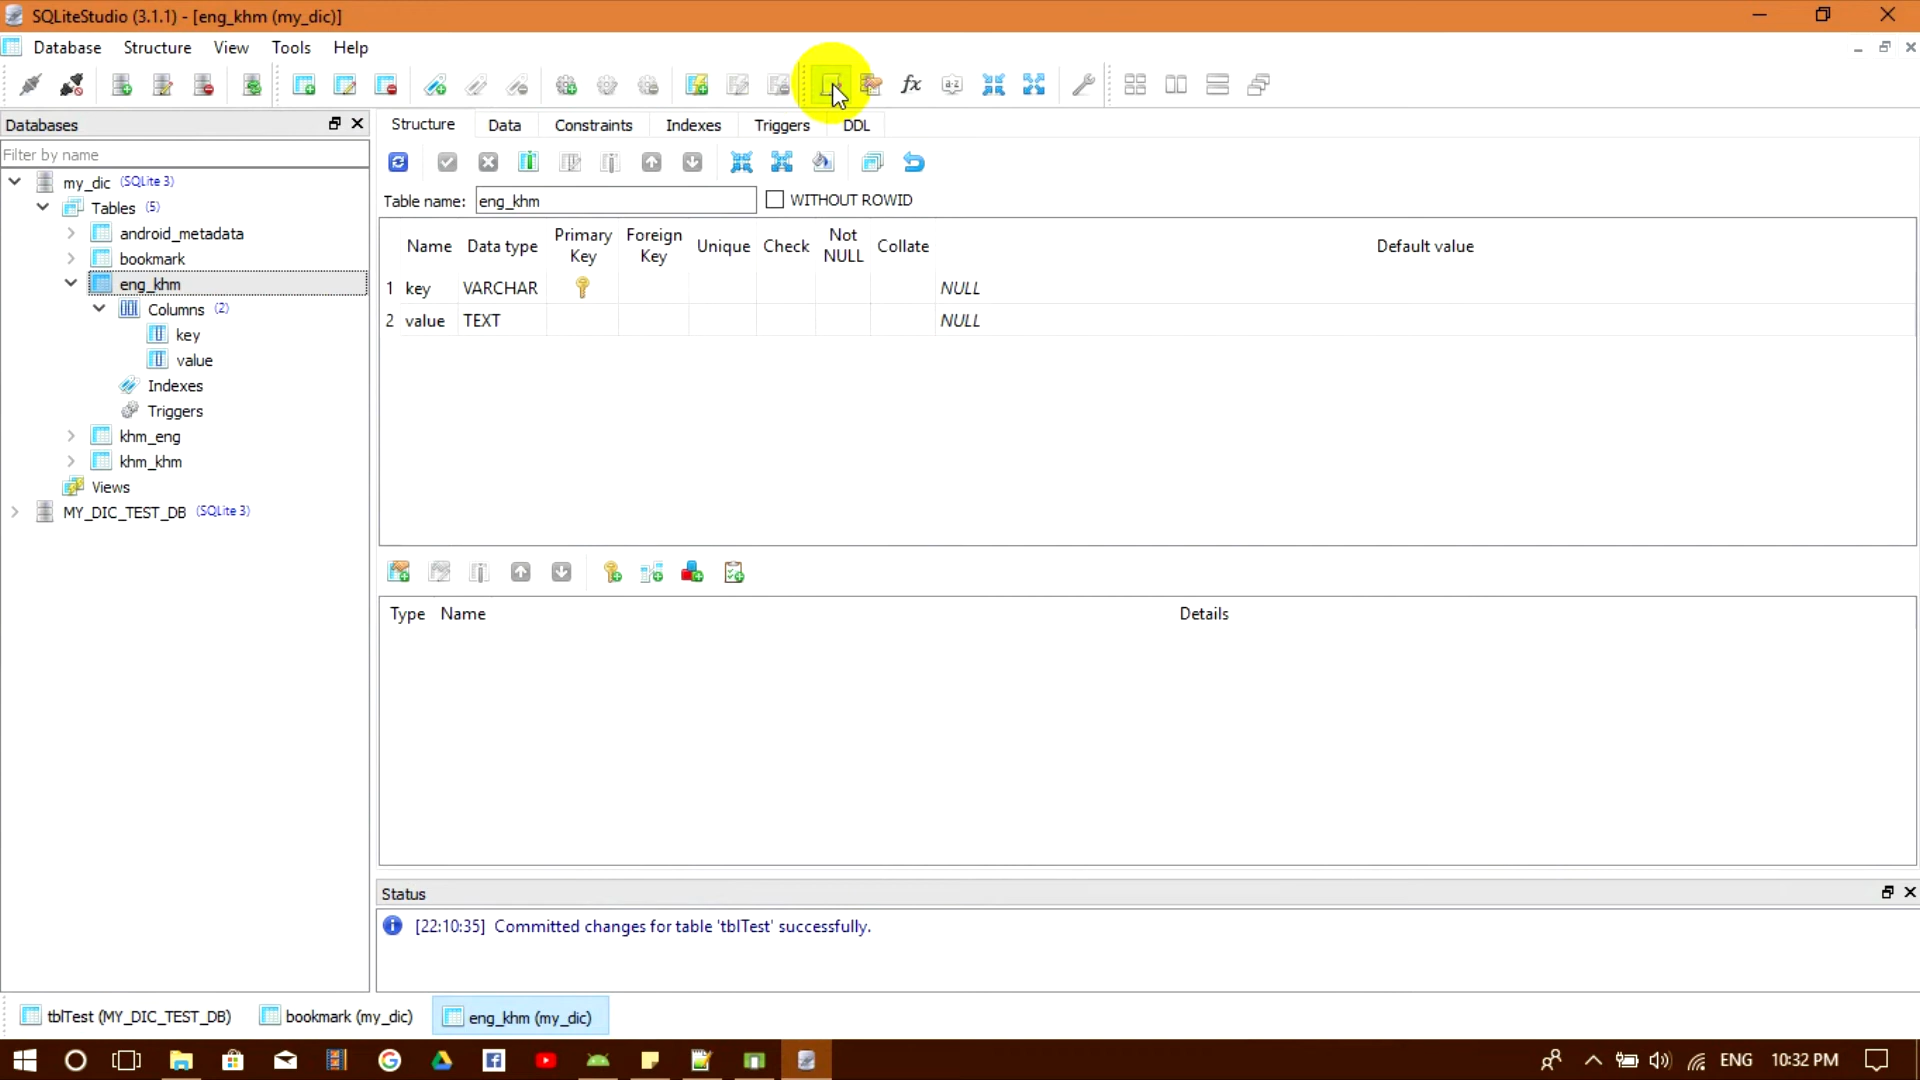 SQLiteStudio (3.1.1) - [eng_khm (my_dic)]
Database Structure View Tools Help
Databases
Filter by name
my_dic (SQLite 3)
Tables (5)
android_metadata
bookmark
eng_khm
Columns (2)
key
value
Indexes
Triggers
khm_eng
khm_khm
Views
MY_DIC_TEST_DB (SQLite 3)
Structure Data Constraints Indexes Triggers DDL
Table name: eng_khm WITHOUT ROWID
Name Data type Primary Key Foreign Key Unique Check Not NULL Collate Default value
1 key VARCHAR NULL
2 value TEXT NULL
Type Name Details
Status
[22:10:35] Committed changes for table 'tblTest' successfully.
tblTest (MY_DIC_TEST_DB) bookmark (my_dic) eng_khm (my_dic)
ENG 10:32 PM